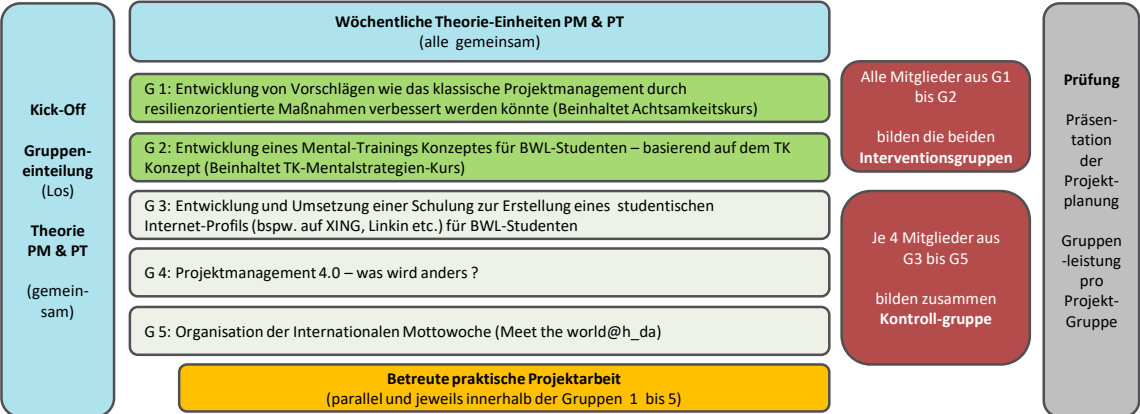 Kick-Off
Gruppen-
einteilung
(Los)
Theorie
PM & PT
(gemein-
sam)
Wöchentliche Theorie-Einheiten PM & PT
(alle gemeinsam)
G 1: Entwicklung von Vorschlägen wie das klassische Projektmanagement durch
resilienzorientierte Maßnahmen verbessert werden könnte (Beinhaltet Achtsamkeitskurs)
G 2: Entwicklung eines Mental-Trainings Konzeptes für BWL-Studenten – basierend auf dem TK
Konzept (Beinhaltet TK-Mentalstrategien-Kurs)
G 3: Entwicklung und Umsetzung einer Schulung zur Erstellung eines studentischen
Internet-Profils (bspw. auf XING, Linkin etc.) für BWL-Studenten
G 4: Projektmanagement 4.0 – was wird anders ?
G 5: Organisation der Internationalen Mottowoche (Meet the world@h_da)
Betreute praktische Projektarbeit
(parallel und jeweils innerhalb der Gruppen 1 bis 5)
Alle Mitglieder aus G1
bis G2
bilden die beiden
Interventionsgruppen
Je 4 Mitglieder aus
G3 bis G5
bilden zusammen
Kontroll-gruppe
Prüfung
Präsen-
tation
der
Projekt-
planung
Gruppen
-leistung
pro
Projekt-
Gruppe